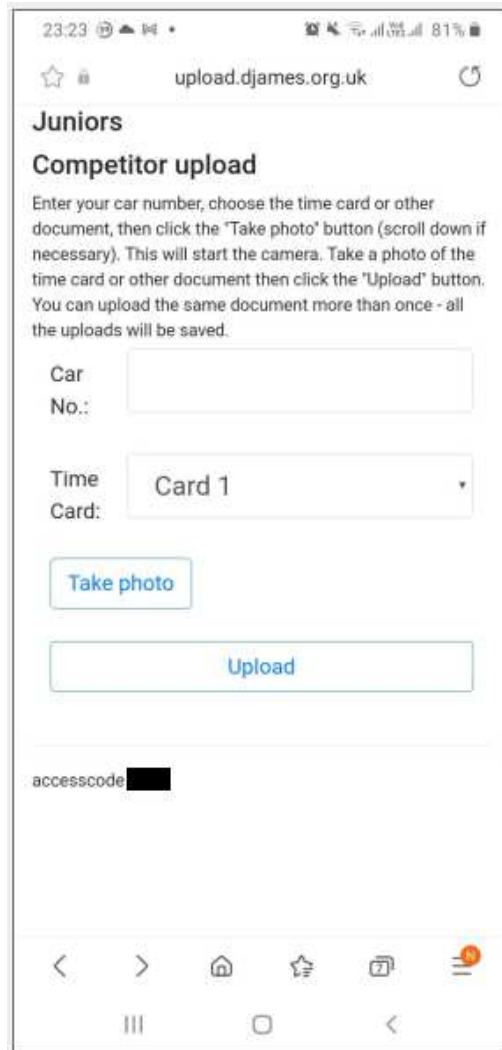 23:23
81%
upload.djames.org.uk
Juniors
Competitor upload
Enter your car number, choose the time card or other
document, then click the "Take photo" button (scroll down if
necessary). This will start the camera. Take a photo of the
time card or other document then click the "Upload" button.
You can upload the same document more than once - all
the uploads will be saved.
Car
No.:
Time
Card:
Card 1
Take photo
Upload
accesscode
7
N